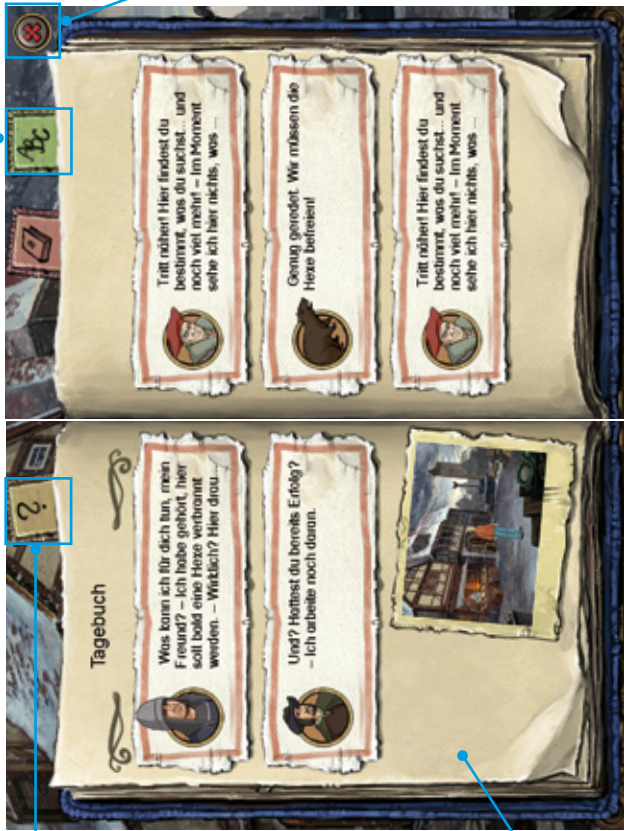 Tagebuch
Was kann ich für dich tun, mein
Freund? – Ich habe gehört, hier
soll bald eine Hexe verbrannt
werden. – Wirklich? Hier drau...
Und? Hattest du bereits Erfolg?
– Ich arbeite noch daran.
Tritt näher! Hier findest du
bestimmt, was du suchst... und
noch viel mehr! – Im Moment
sehe ich hier nichts, was ...
Genug geredet. Wir müssen die
Hexe befreien!
Tritt näher! Hier findest du
bestimmt, was du suchst... und
noch viel mehr! – Im Moment
sehe ich hier nichts, was ...
¿
ABC